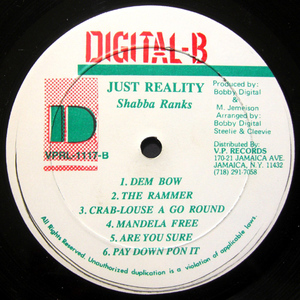 DIGITAL-B
JUST REALITY
Shabba Ranks
Produced by:
Bobby Digital
& M. Jemeison
Arranged by:
Bobby Digital
Steelie & Cleevie
D
VPRL-1117-B
Distributed By:
V.P. RECORDS
170-21 JAMAICA AVE.
JAMAICA, N.Y. 11432
(718) 291-7058
1. DEM BOW
2. THE RAMMER
3. CRAB-LOUSE A GO ROUND
4. MANDELA FREE
5. ARE YOU SURE
6. PAY DOWN PON IT
All Rights Reserved. Unauthorized duplication is a violation of applicable laws.